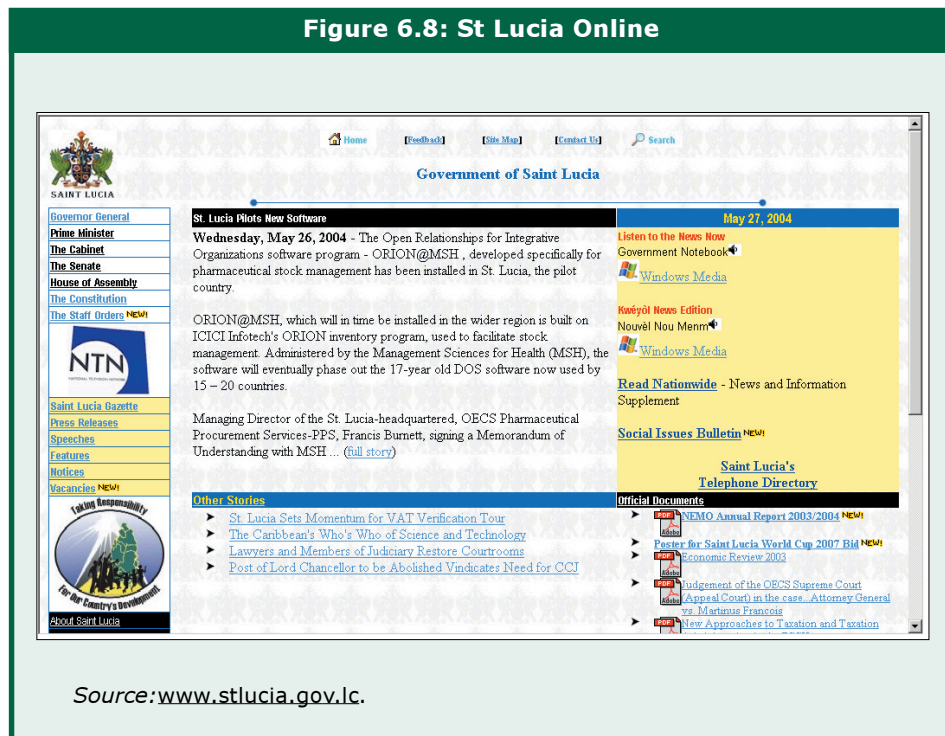 Figure 6.8: St Lucia Online
SAINT LUCIA
Home [Feedback] [Site Map] [Contact Us] Search
Government of Saint Lucia
Governor General
Prime Minister
The Cabinet
The Senate
House of Assembly
The Constitution
The Staff Orders NEW!
NTN
NATIONAL TELEVISION NETWORK
Saint Lucia Gazette
Press Releases
Speeches
Features
Notices
Vacancies NEW!
Taking Responsibility
For Our Country's Development
About Saint Lucia
St. Lucia Pilots New Software
Wednesday, May 26, 2004 - The Open Relationships for Integrative
Organizations software program - ORION@MSH , developed specifically for
pharmaceutical stock management has been installed in St. Lucia, the pilot
country.
ORION@MSH, which will in time be installed in the wider region is built on
ICICI Infotech's ORION inventory program, used to facilitate stock
management. Administered by the Management Sciences for Health (MSH), the
software will eventually phase out the 17-year old DOS software now used by
15 – 20 countries.
Managing Director of the St. Lucia-headquartered, OECS Pharmaceutical
Procurement Services-PPS, Francis Burnett, signing a Memorandum of
Understanding with MSH ... (full story)
Other Stories
St. Lucia Sets Momentum for VAT Verification Tour
The Caribbean's Who's Who of Science and Technology
Lawyers and Members of Judiciary Restore Courtrooms
Post of Lord Chancellor to be Abolished Vindicates Need for CCJ
May 27, 2004
Listen to the News Now
Government Notebook
Windows Media
Kwéyòl News Edition
Nouvèl Nou Menm
Windows Media
Read Nationwide - News and Information
Supplement
Social Issues Bulletin NEW!
Saint Lucia's
Telephone Directory
Official Documents
PDF Adobe NEMO Annual Report 2003/2004 NEW!
Poster for Saint Lucia World Cup 2007 Bid NEW!
PDF Adobe Economic Review 2003
PDF Adobe Judgement of the OECS Supreme Court
(Appeal Court) in the case...Attorney General
vs. Martinus Francois
PDF New Approaches to Taxation and Taxation
Source:www.stlucia.gov.lc.